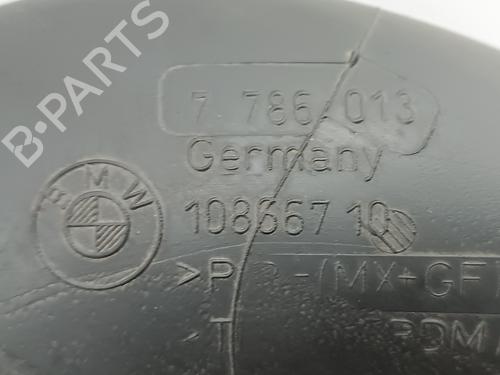 B-PARTS
7 786 013
Germany
BMW
10866710
-(MX+GF